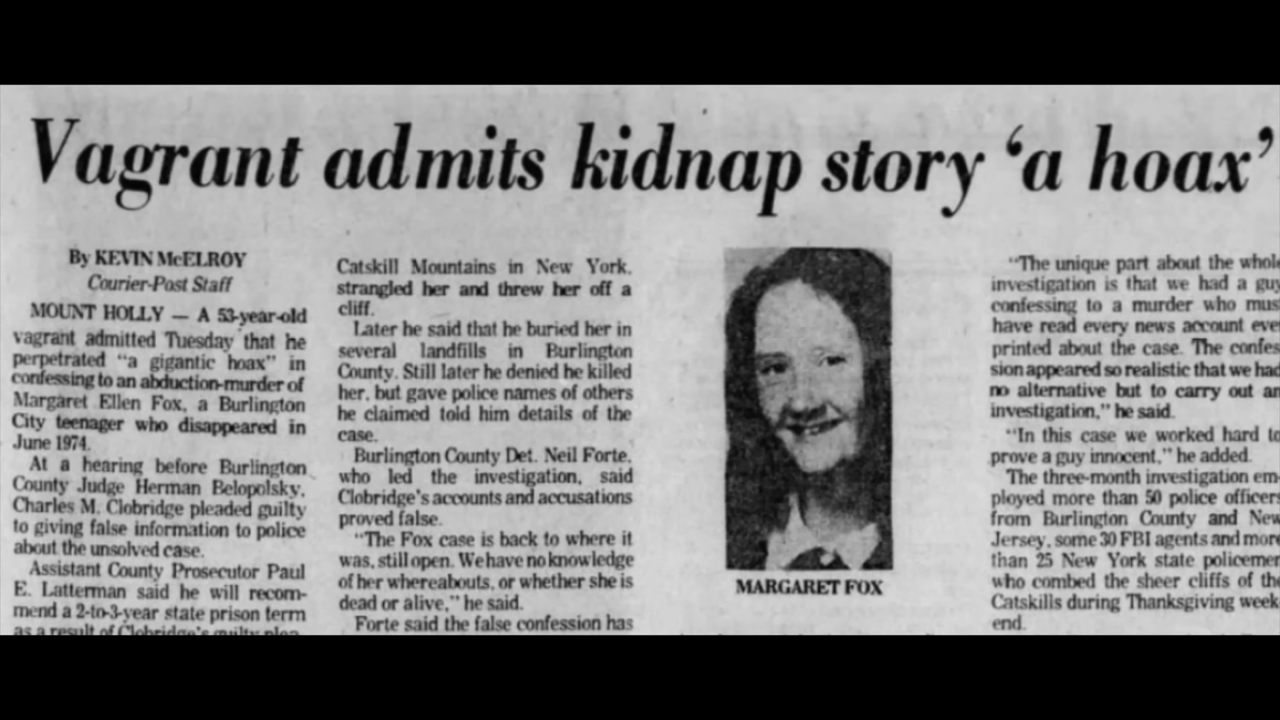 Vagrant admits kidnap story ‘a hoax’
By KEVIN McELROY
Courier-Post Staff
MOUNT HOLLY — A 53-year-old
vagrant admitted Tuesday that he
perpetrated "a gigantic hoax" in
confessing to an abduction-murder of
Margaret Ellen Fox, a Burlington
City teenager who disappeared in
June 1974.
At a hearing before Burlington
County Judge Herman Belopolsky,
Charles M. Clobridge pleaded guilty
to giving false information to police
about the unsolved case.
Assistant County Prosecutor Paul
E. Latterman said he will recom-
mend a 2-to-3-year state prison term
as a result of Clobridge's guilty plea
Catskill Mountains in New York,
strangled her and threw her off a
cliff.
Later he said that he buried her in
several landfills in Burlington
County. Still later he denied he killed
her, but gave police names of others
he claimed told him details of the
case.
Burlington County Det. Neil Forte,
who led the investigation, said
Clobridge's accounts and accusations
proved false.
"The Fox case is back to where it
was, still open. We have no knowledge
of her whereabouts, or whether she is
dead or alive," he said.
Forte said the false confession has
MARGARET FOX
"The unique part about the whole
investigation is that we had a guy
confessing to a murder who mus
have read every news account eve
printed about the case. The confes
sion appeared so realistic that we had
no alternative but to carry out an
investigation," he said.
"In this case we worked hard to
prove a guy innocent," he added.
The three-month investigation em-
ployed more than 50 police officers
from Burlington County and New
Jersey, some 30 FBI agents and more
than 25 New York state policemen
who combed the sheer cliffs of the
Catskills during Thanksgiving week
end.